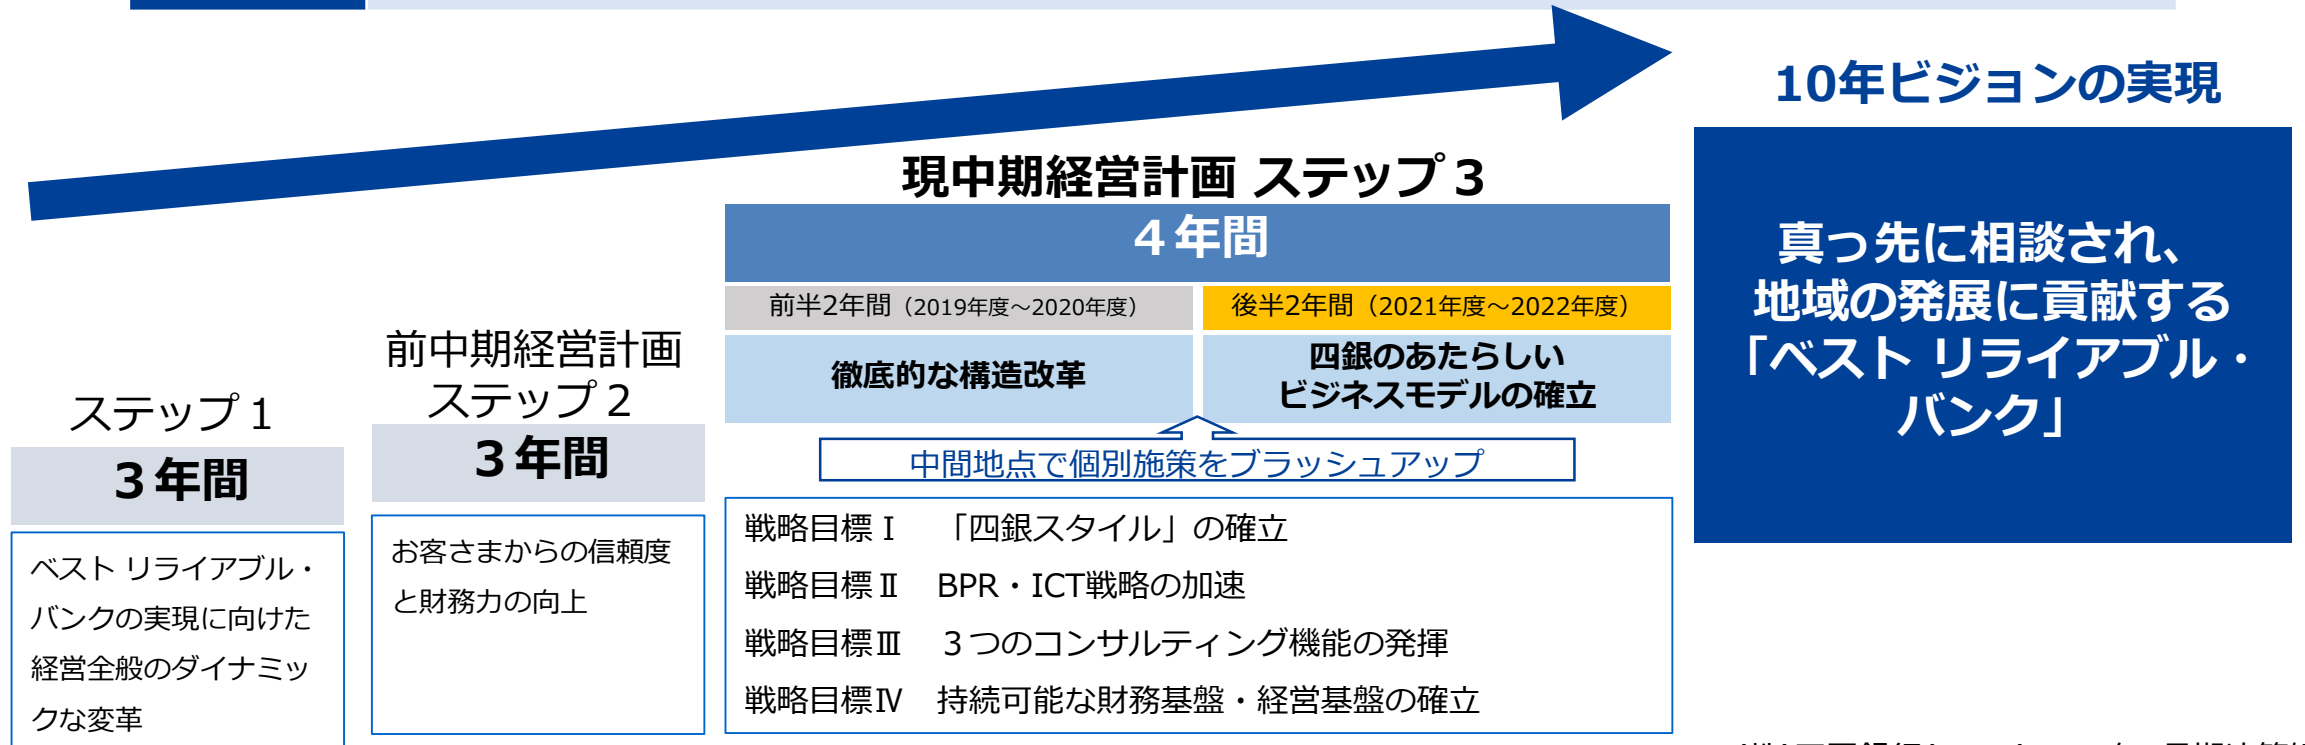 10年ビジョンの実現
真っ先に相談され、
地域の発展に貢献する
「ベスト リライアブル・
バンク」
現中期経営計画 ステップ３
４年間
前半2年間（2019年度～2020年度）
後半2年間（2021年度～2022年度）
徹底的な構造改革
四銀のあたらしい
ビジネスモデルの確立
中間地点で個別施策をブラッシュアップ
戦略目標Ⅰ　「四銀スタイル」の確立
戦略目標Ⅱ　BPR・ICT戦略の加速
戦略目標Ⅲ　３つのコンサルティング機能の発揮
戦略目標Ⅳ　持続可能な財務基盤・経営基盤の確立
前中期経営計画
ステップ２
３年間
お客さまからの信頼度
と財務力の向上
ステップ１
３年間
ベスト リライアブル・
バンクの実現に向けた
経営全般のダイナミッ
クな変革